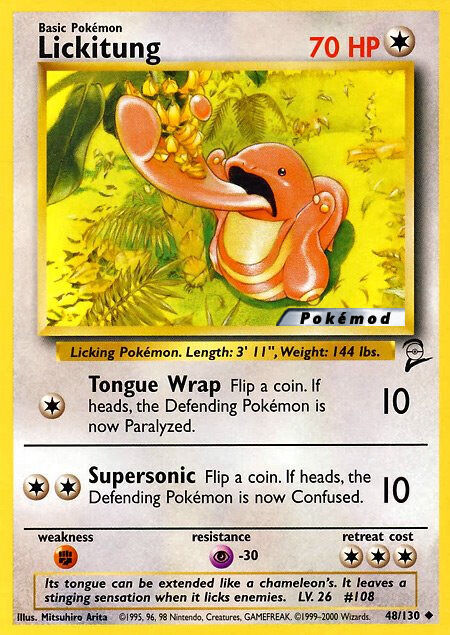 Basic Pokémon
Lickitung
70 HP
Pokémod
Licking Pokémon. Length: 3' 11", Weight: 144 lbs.
Tongue Wrap Flip a coin. If
heads, the Defending Pokémon is
now Paralyzed.
10
Supersonic Flip a coin. If heads, the
Defending Pokémon is now Confused.
10
weakness
resistance
retreat cost
-30
Its tongue can be extended like a chameleon's. It leaves a
stinging sensation when it licks enemies. LV. 26 #108
Illus. Mitsuhiro Arita ©1995, 96, 98 Nintendo, Creatures, GAMEFREAK. ©1999-2000 Wizards. 48/130